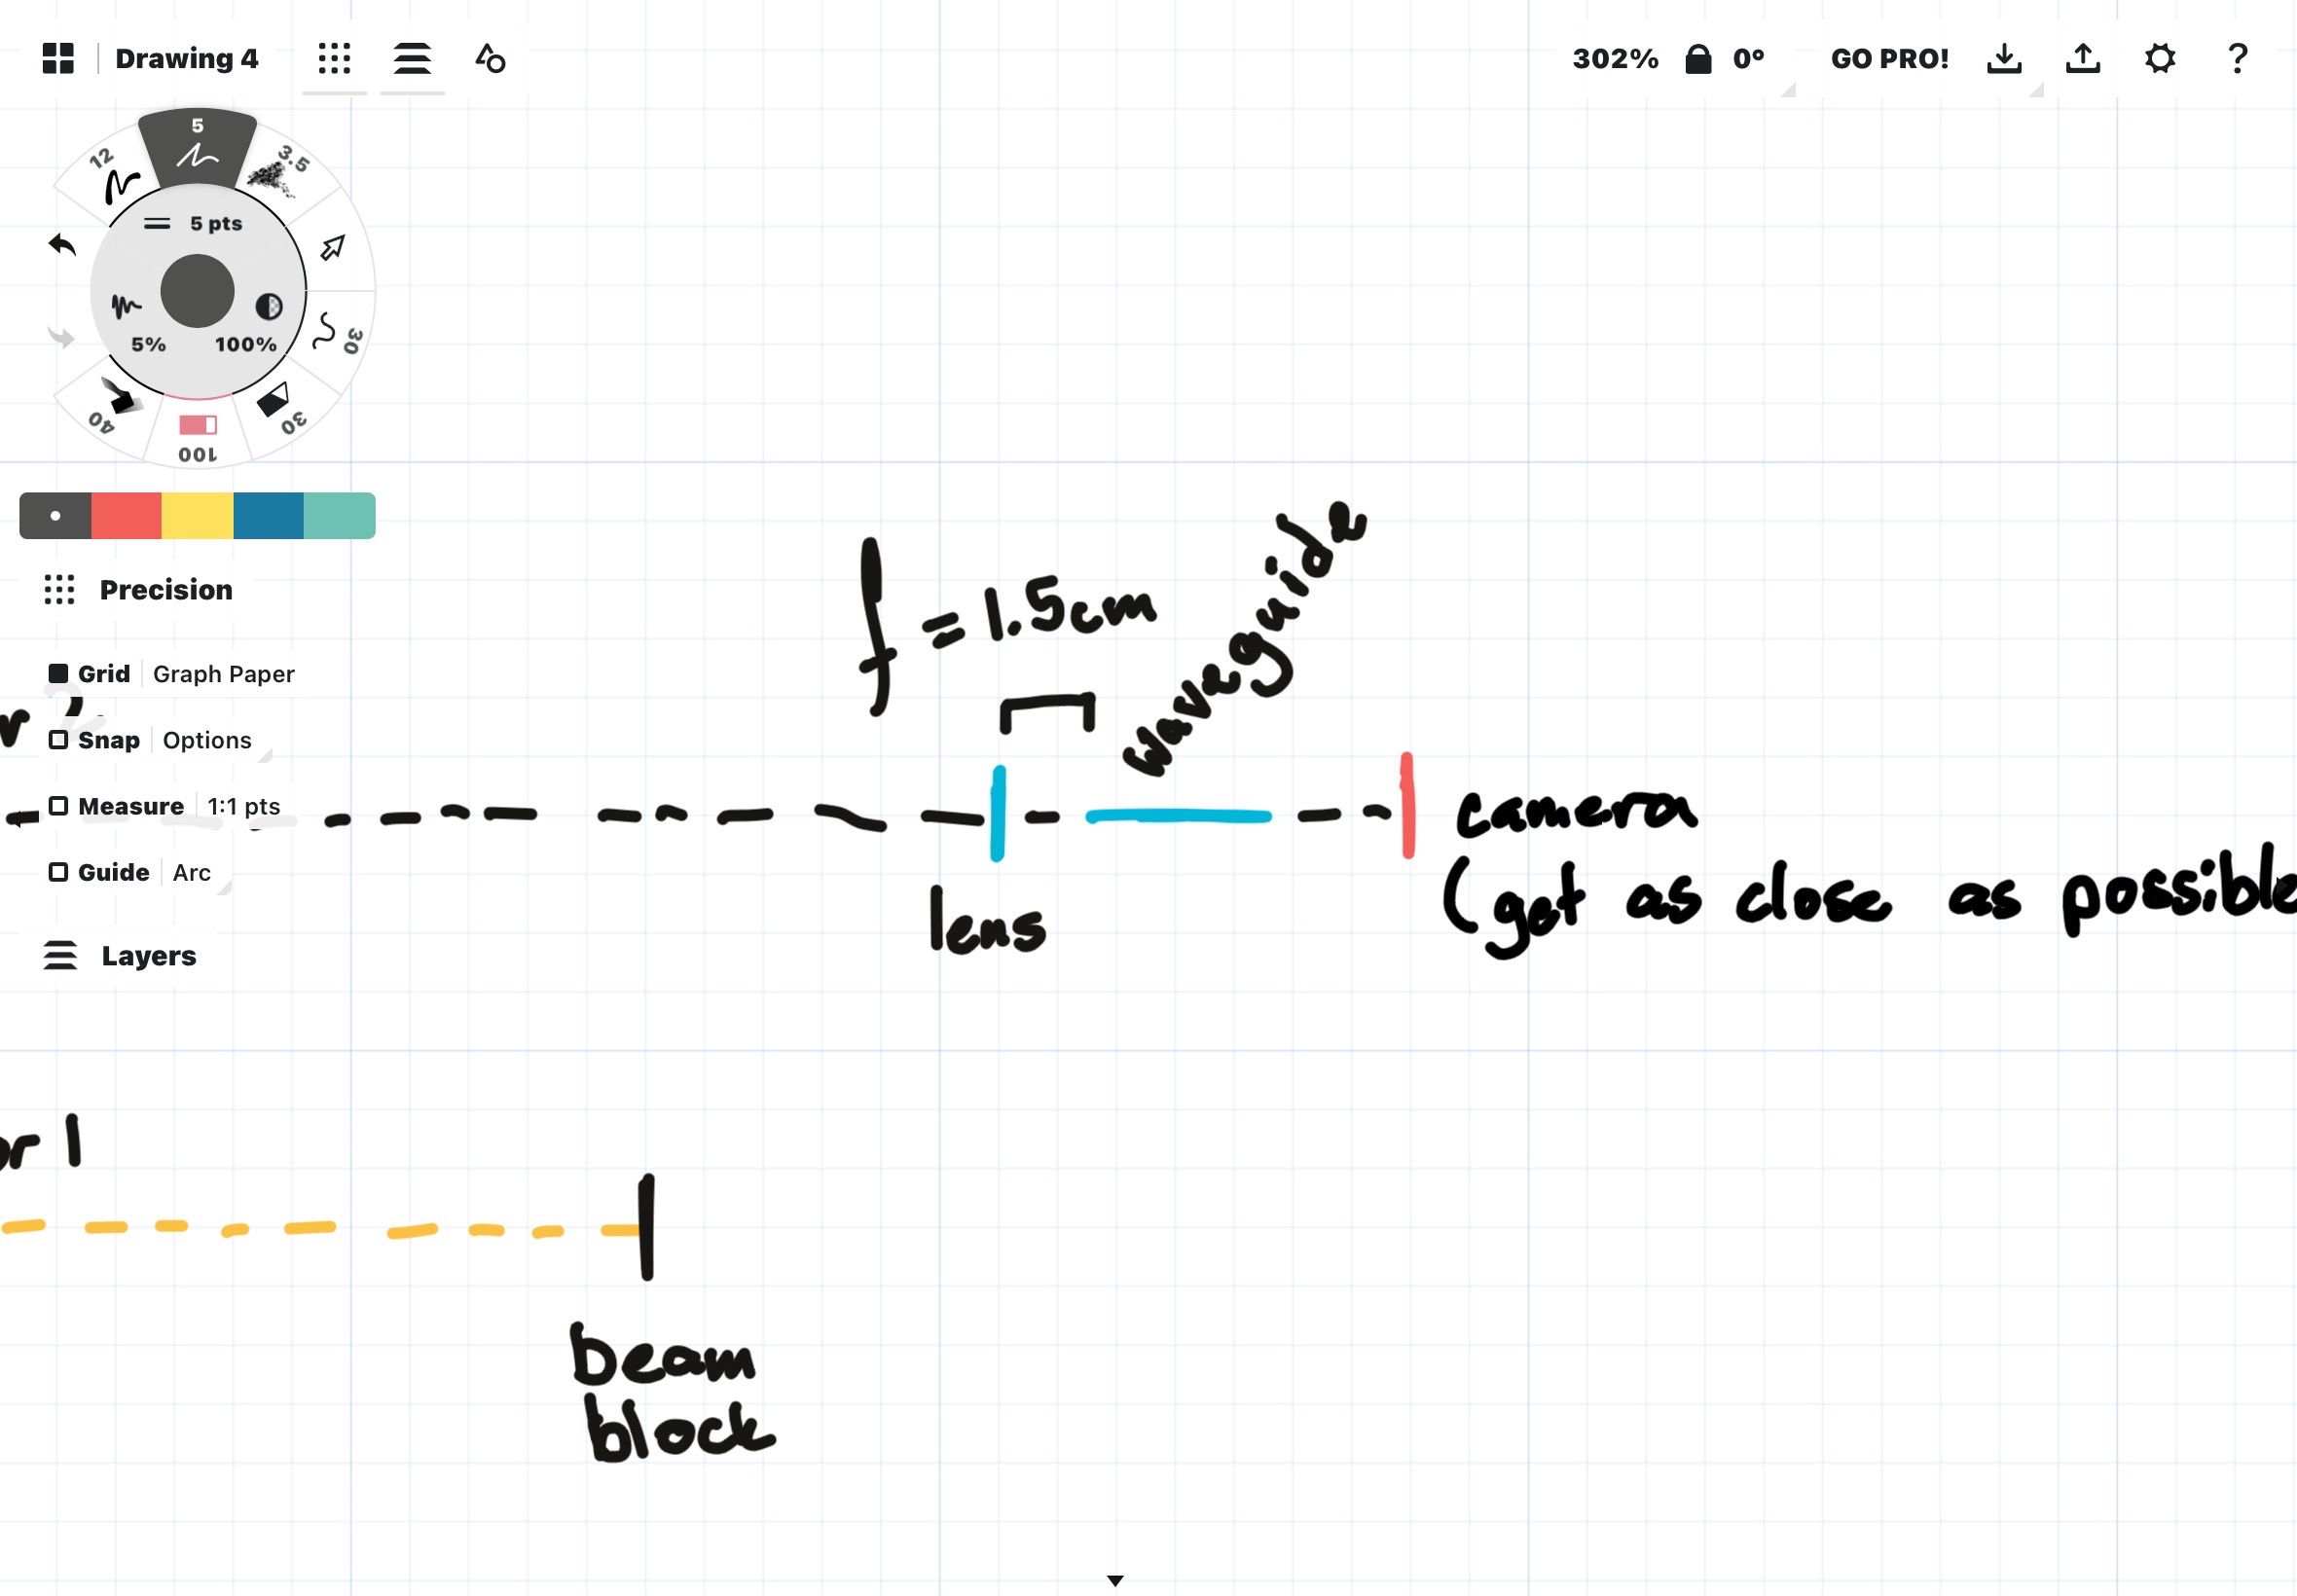 Drawing 4
302% 0° GO PRO! ?
5
12
3.5
5 pts
5% 100%
30
40
30
100
Precision
Grid Graph Paper
r 2
Snap Options
Measure 1:1 pts
Guide Arc
Layers
f = 1.5cm
waveguide
lens
camera
(get as close as possible
or 1
beam
block